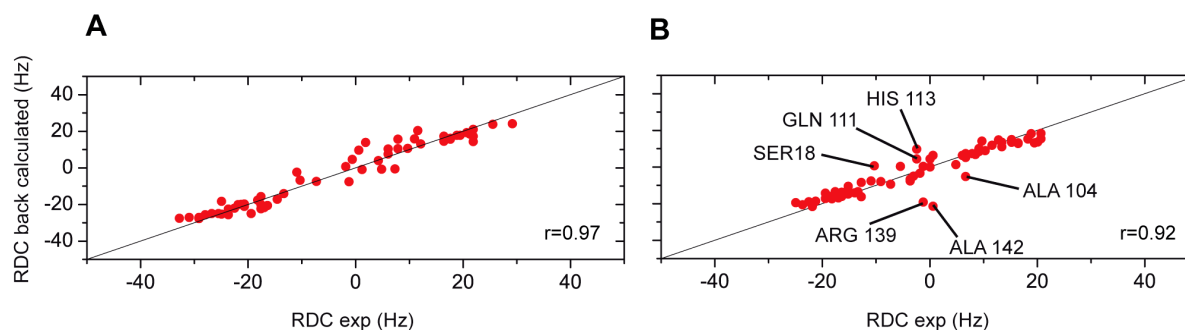 A
B
RDC back calculated (Hz)
40
20
0
-20
-40
-40
-20
0
20
40
r=0.97
RDC exp (Hz)
HIS 113
GLN 111
SER18
ALA 104
ARG 139
ALA 142
r=0.92
-40
-20
0
20
40
RDC exp (Hz)